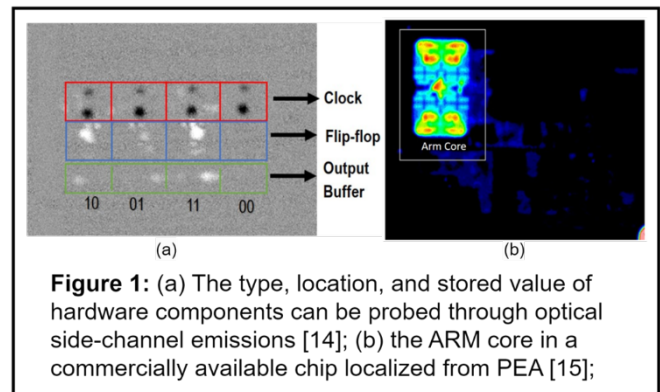 Clock
Flip-flop
Output
Buffer
10 01 11 00
Arm Core
(a) (b)
Figure 1: (a) The type, location, and stored value of
hardware components can be probed through optical
side-channel emissions [14]; (b) the ARM core in a
commercially available chip localized from PEA [15];